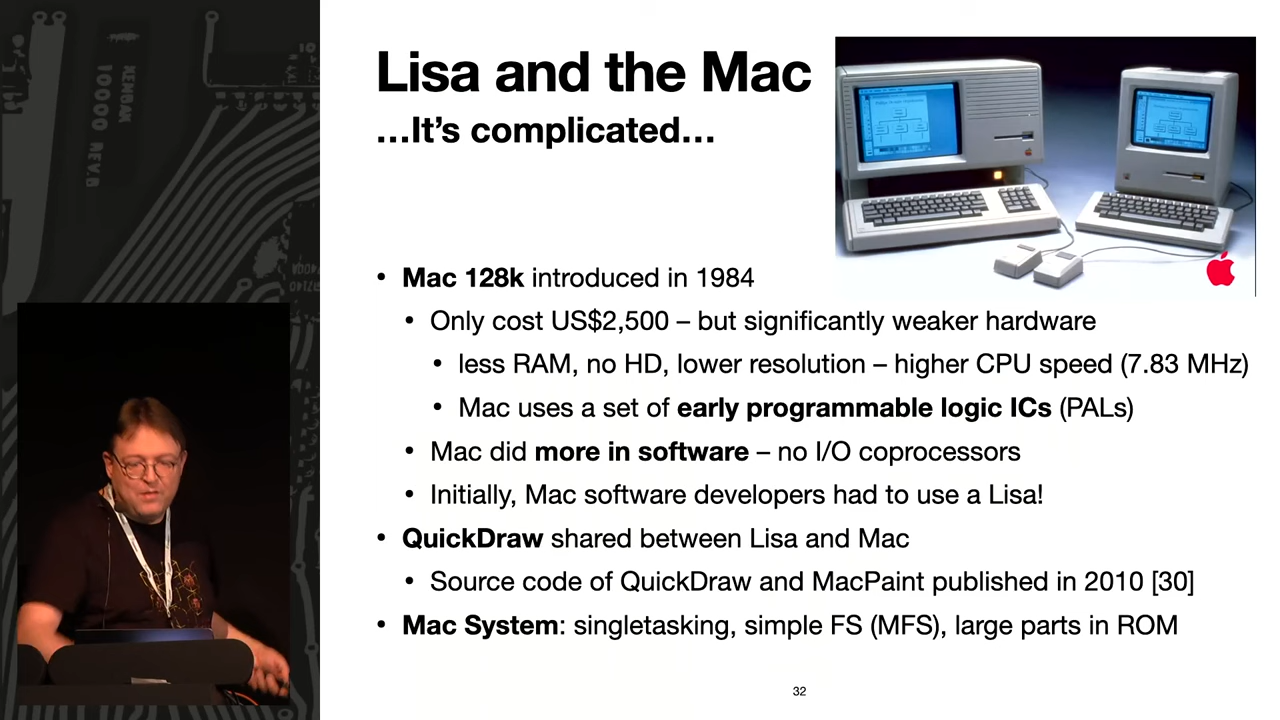 Lisa and the Mac
...It's complicated...
• Mac 128k introduced in 1984
• Only cost US$2,500 – but significantly weaker hardware
• less RAM, no HD, lower resolution – higher CPU speed (7.83 MHz)
• Mac uses a set of early programmable logic ICs (PALs)
• Mac did more in software – no I/O coprocessors
• Initially, Mac software developers had to use a Lisa!
• QuickDraw shared between Lisa and Mac
• Source code of QuickDraw and MacPaint published in 2010 [30]
• Mac System: singletasking, simple FS (MFS), large parts in ROM
32
KENBAK
10000 REV.B